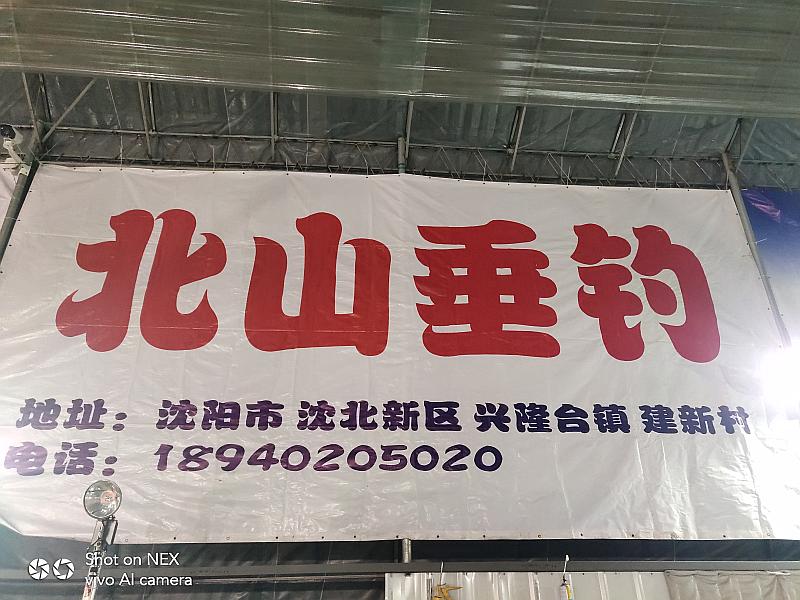 北山垂钓
地址：沈阳市 沈北新区 兴隆台镇 建新村
电话：18940205020
Shot on NEX
vivo AI camera